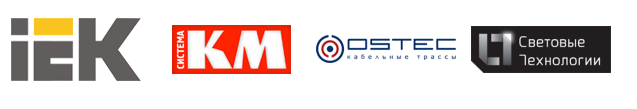 iEK
СИСТЕМА
КМ
OSTEC
кабельные трассы
Световые
Технологии